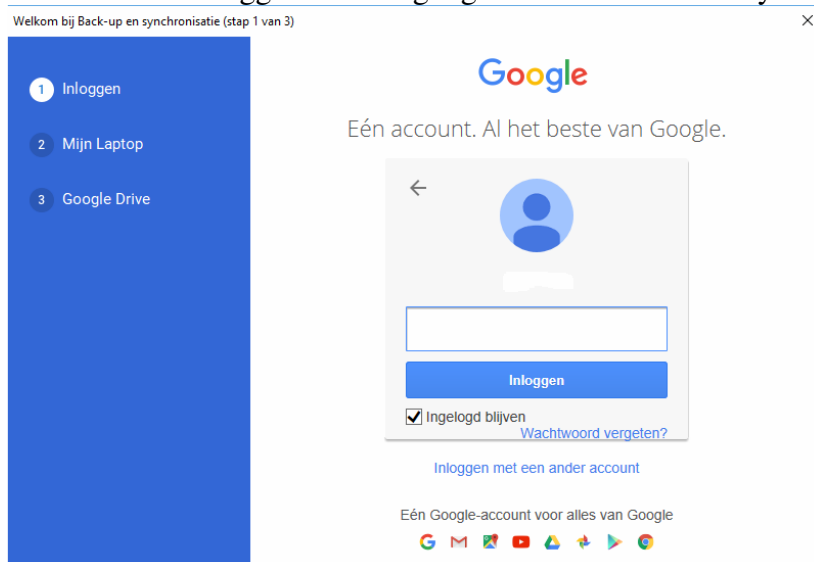 Welkom bij Back-up en synchronisatie (stap 1 van 3)
1 Inloggen
2 Mijn Laptop
3 Google Drive
Google
Eén account. Al het beste van Google.
Inloggen
Ingelogd blijven
Wachtwoord vergeten?
Inloggen met een ander account
Eén Google-account voor alles van Google